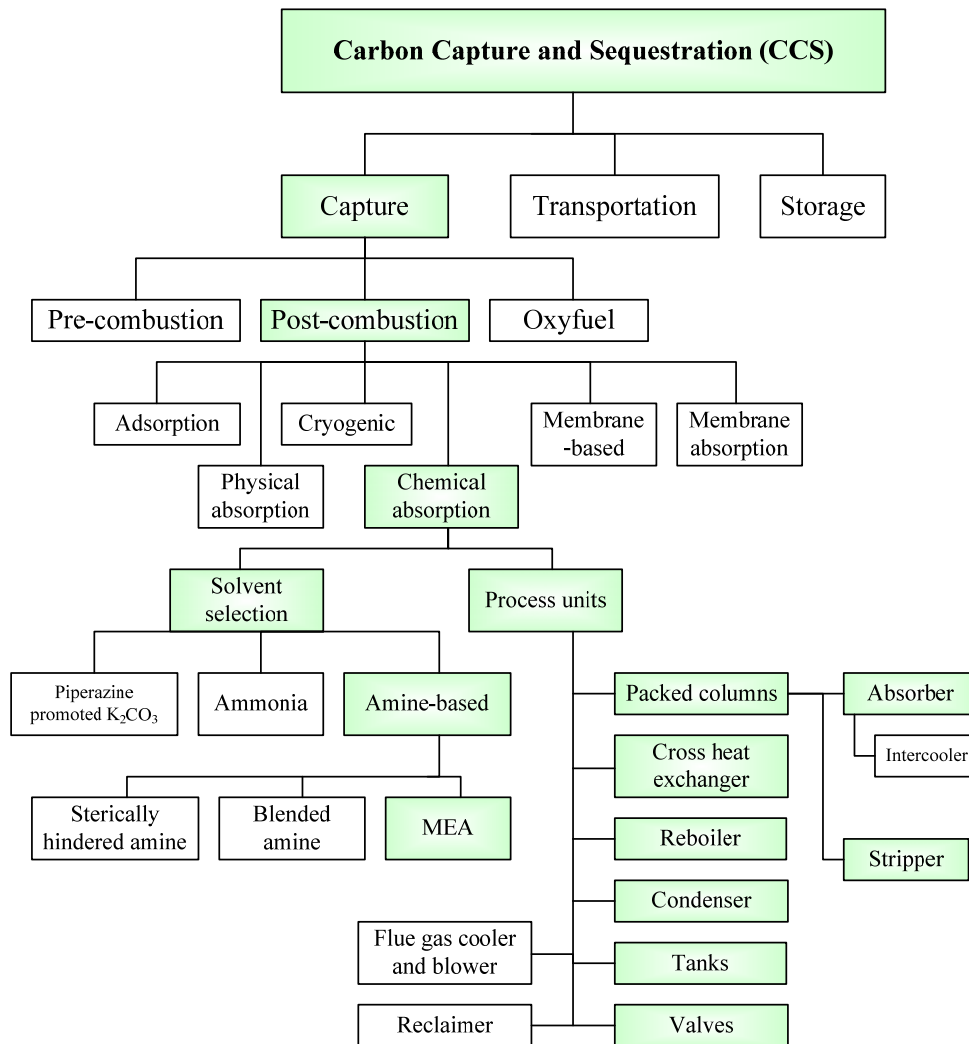 Carbon Capture and Sequestration (CCS)
Capture
Transportation
Storage
Pre-combustion
Post-combustion
Oxyfuel
Adsorption
Cryogenic
Membrane
-based
Membrane
absorption
Physical
absorption
Chemical
absorption
Solvent
selection
Process units
Piperazine
promoted K₂CO₃
Ammonia
Amine-based
Packed columns
Absorber
Intercooler
Cross heat
exchanger
Sterically
hindered amine
Blended
amine
MEA
Reboiler
Stripper
Condenser
Flue gas cooler
and blower
Tanks
Reclaimer
Valves